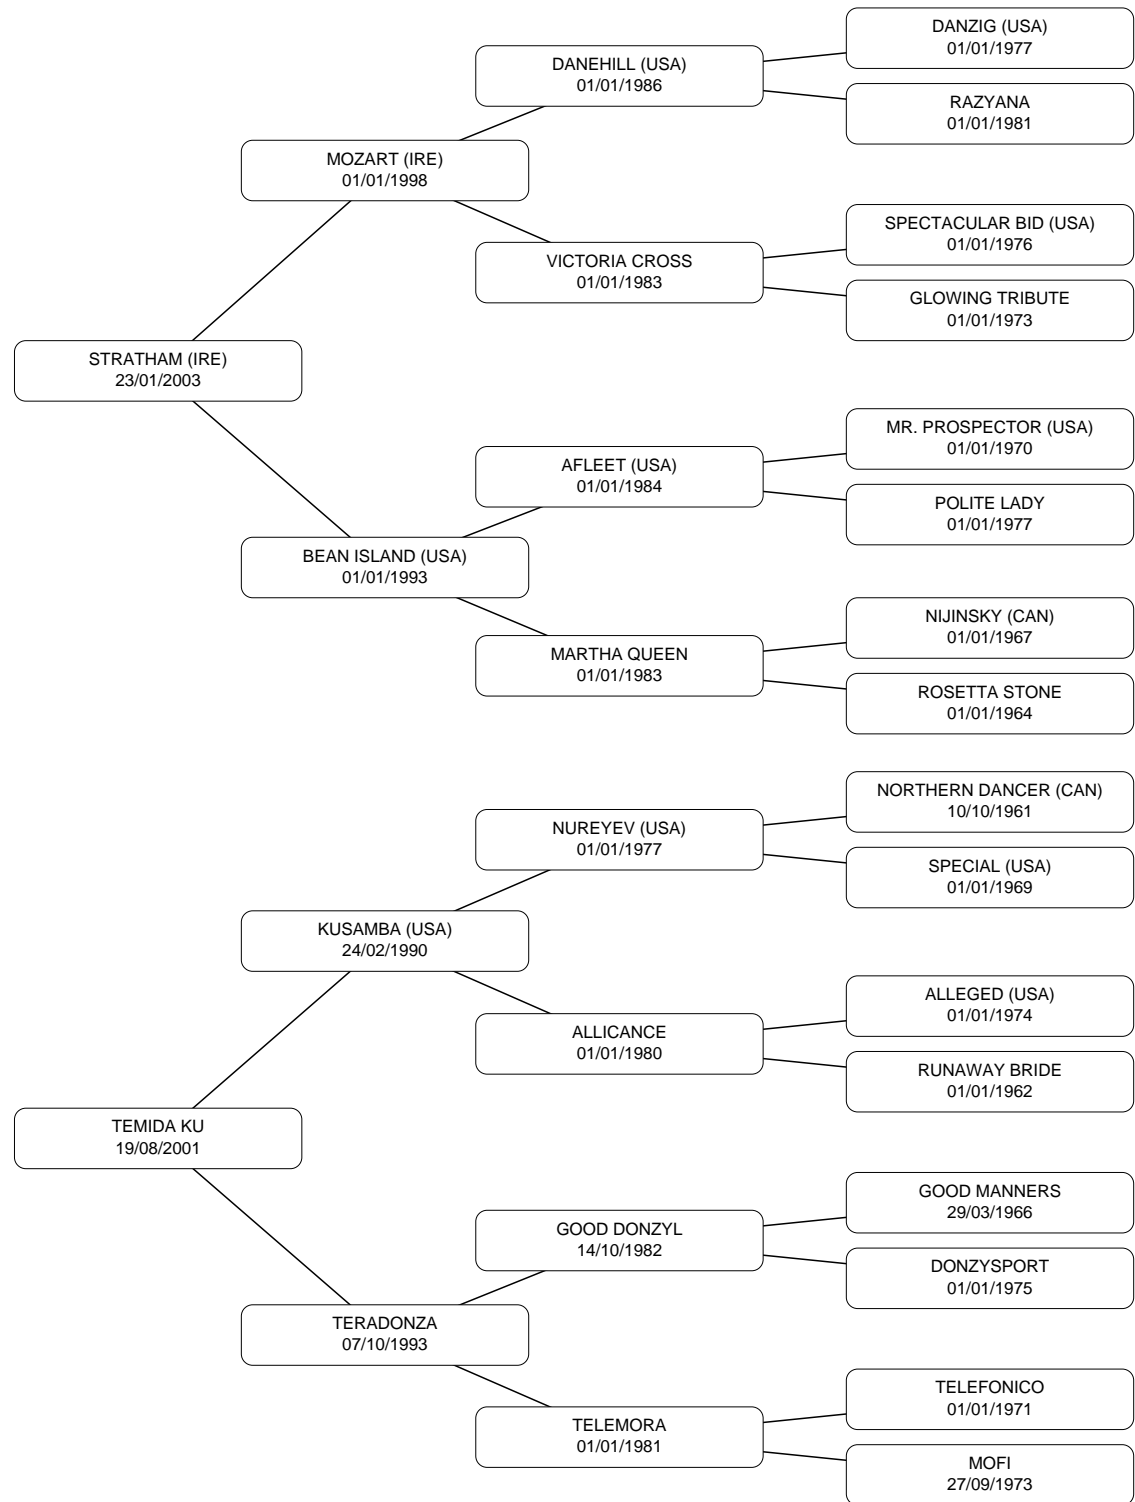 DANZIG (USA)
01/01/1977
DANEHILL (USA)
01/01/1986
RAZYANA
01/01/1981
MOZART (IRE)
01/01/1998
SPECTACULAR BID (USA)
01/01/1976
VICTORIA CROSS
01/01/1983
GLOWING TRIBUTE
01/01/1973
STRATHAM (IRE)
23/01/2003
MR. PROSPECTOR (USA)
01/01/1970
AFLEET (USA)
01/01/1984
POLITE LADY
01/01/1977
BEAN ISLAND (USA)
01/01/1993
NIJINSKY (CAN)
01/01/1967
MARTHA QUEEN
01/01/1983
ROSETTA STONE
01/01/1964
NORTHERN DANCER (CAN)
10/10/1961
NUREYEV (USA)
01/01/1977
SPECIAL (USA)
01/01/1969
KUSAMBA (USA)
24/02/1990
ALLEGED (USA)
01/01/1974
ALLICANCE
01/01/1980
RUNAWAY BRIDE
01/01/1962
TEMIDA KU
19/08/2001
GOOD MANNERS
29/03/1966
GOOD DONZYL
14/10/1982
DONZYSPORT
01/01/1975
TERADONZA
07/10/1993
TELEFONICO
01/01/1971
TELEMORA
01/01/1981
MOFI
27/09/1973